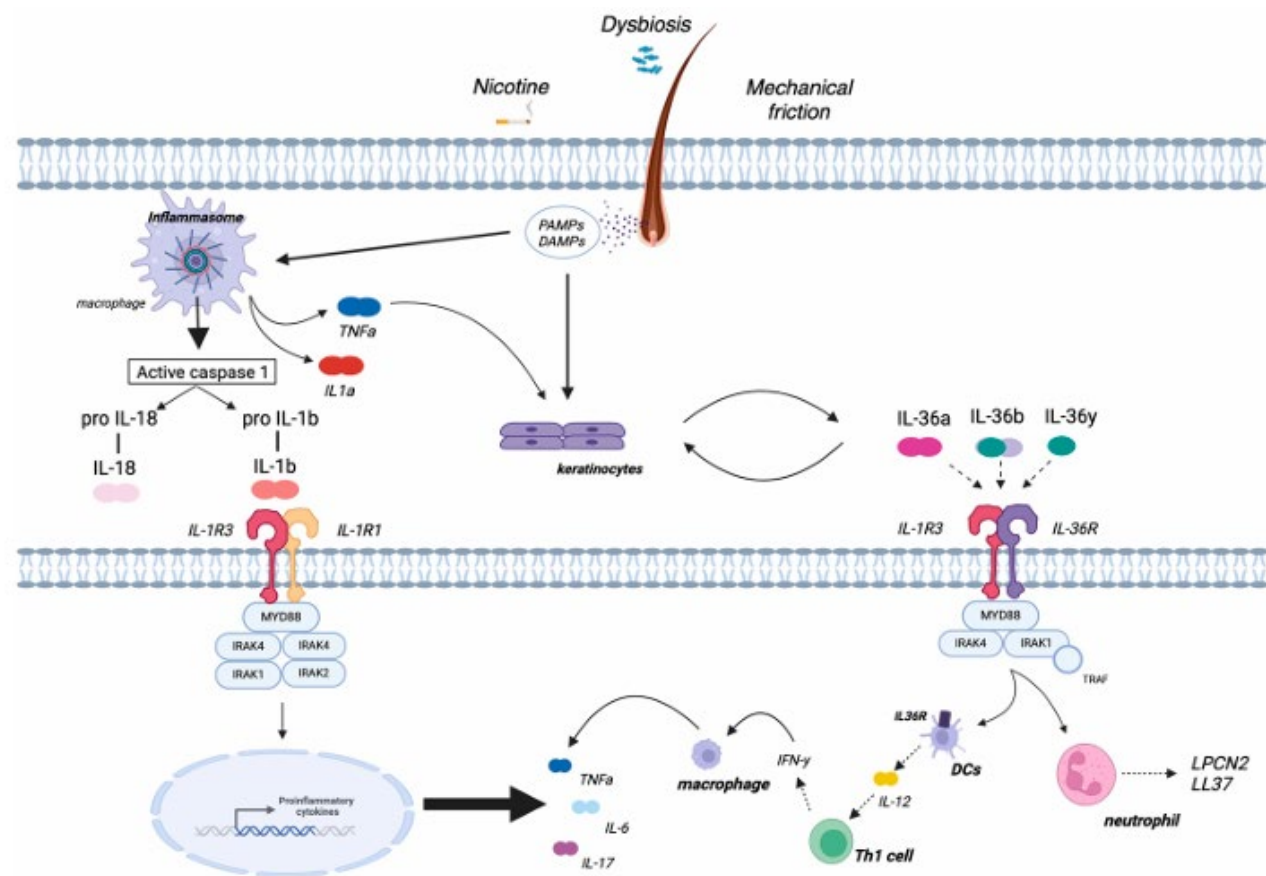 Dysbiosis
Nicotine
Mechanical
friction
Inflammasome
PAMPs
DAMPs
macrophage
TNFa
Active caspase 1
IL1a
pro IL-18
pro IL-1b
IL-36a
IL-36b
IL-36y
IL-18
IL-1b
keratinocytes
IL-1R3
IL-1R1
IL-1R3
IL-36R
MYD88
IRAK4
IRAK4
IRAK1
IRAK2
MYD88
IRAK4
IRAK1
TRAF
IL36R
DCs
IFN-y
macrophage
TNFa
IL-12
LPCN2
LL37
Proinflammatory
cytokines
IL-6
neutrophil
IL-17
Th1 cell